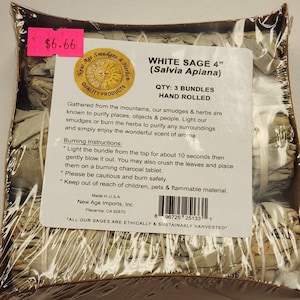 $6.66
New Age Smudges & Herbs
QUALITY PRODUCTS
WHITE SAGE 4"
(Salvia Apiana)
QTY: 3 BUNDLES
HAND ROLLED
Gathered from the mountains, our smudges & herbs are
known to purify places, objects & people. Light our
smudges or burn the herbs to purify any surroundings
and simply enjoy the wonderful scent of aroma.
Burning Instructions:
* Light the bundle from the top for about 10 seconds then
gently blow it out. You may also crush the leaves and place
them on a burning charcoal tablet.
* Please be cautious and burn safely.
* Keep out of reach of children, pets & flammable material.
Made in U.S.A
New Age Imports, Inc.
Placentia, CA 92870
*ALL OUR SAGES ARE ETHICALLY & SUSTAINABLY HARVESTED*